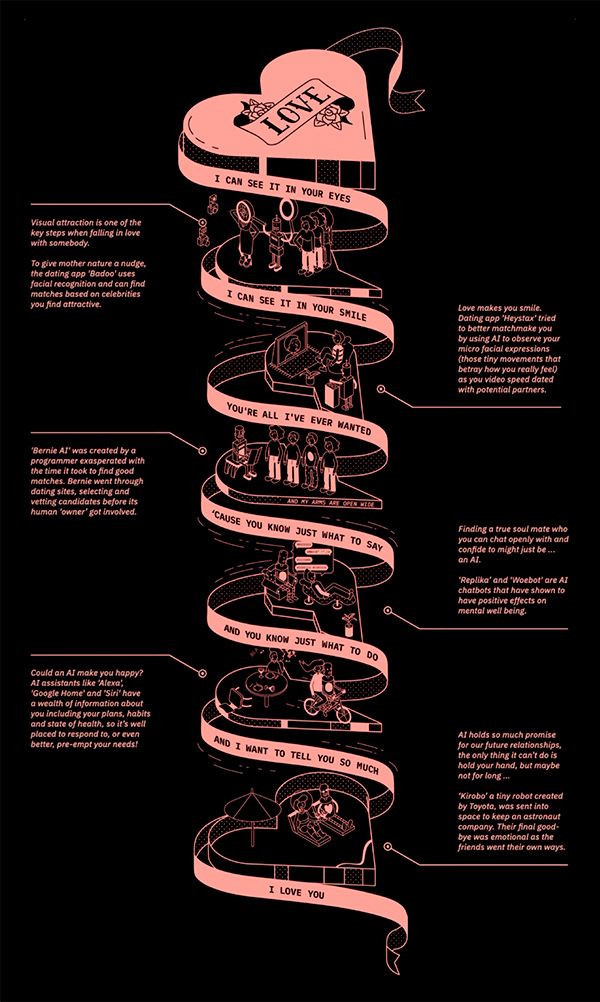 LOVE
I CAN SEE IT IN YOUR EYES
Visual attraction is one of the
key steps when falling in love
with somebody.
To give mother nature a nudge,
the dating app 'Badoo' uses
facial recognition and can find
matches based on celebrities
you find attractive.
I CAN SEE IT IN YOUR SMILE
Love makes you smile.
Dating app 'Heystax' tried
to better matchmake you
by using AI to observe your
micro facial expressions
(those tiny movements that
betray how you really feel)
as you video speed dated
with potential partners.
YOU'RE ALL I'VE EVER WANTED
'Bernie AI' was created by a
programmer exasperated with
the time it took to find good
matches. Bernie went through
dating sites, selecting and
vetting candidates before its
human 'owner' got involved.
AND MY ARMS ARE OPEN WIDE
'CAUSE YOU KNOW JUST WHAT TO SAY
Finding a true soul mate who
you can chat openly with and
confide to might just be ...
an AI.
'Replika' and 'Woebot' are AI
chatbots that have shown to
have positive effects on
mental well being.
AND YOU KNOW JUST WHAT TO DO
Could an AI make you happy?
AI assistants like 'Alexa',
'Google Home' and 'Siri' have
a wealth of information about
you including your plans, habits
and state of health, so it's well
placed to respond to, or even
better, pre-empt your needs!
AND I WANT TO TELL YOU SO MUCH
AI holds so much promise
for our future relationships,
the only thing it can't do is
hold your hand, but maybe
not for long ...
'Kirobo' a tiny robot created
by Toyota, was sent into
space to keep an astronaut
company. Their final good-
bye was emotional as the
friends went their own ways.
I LOVE YOU